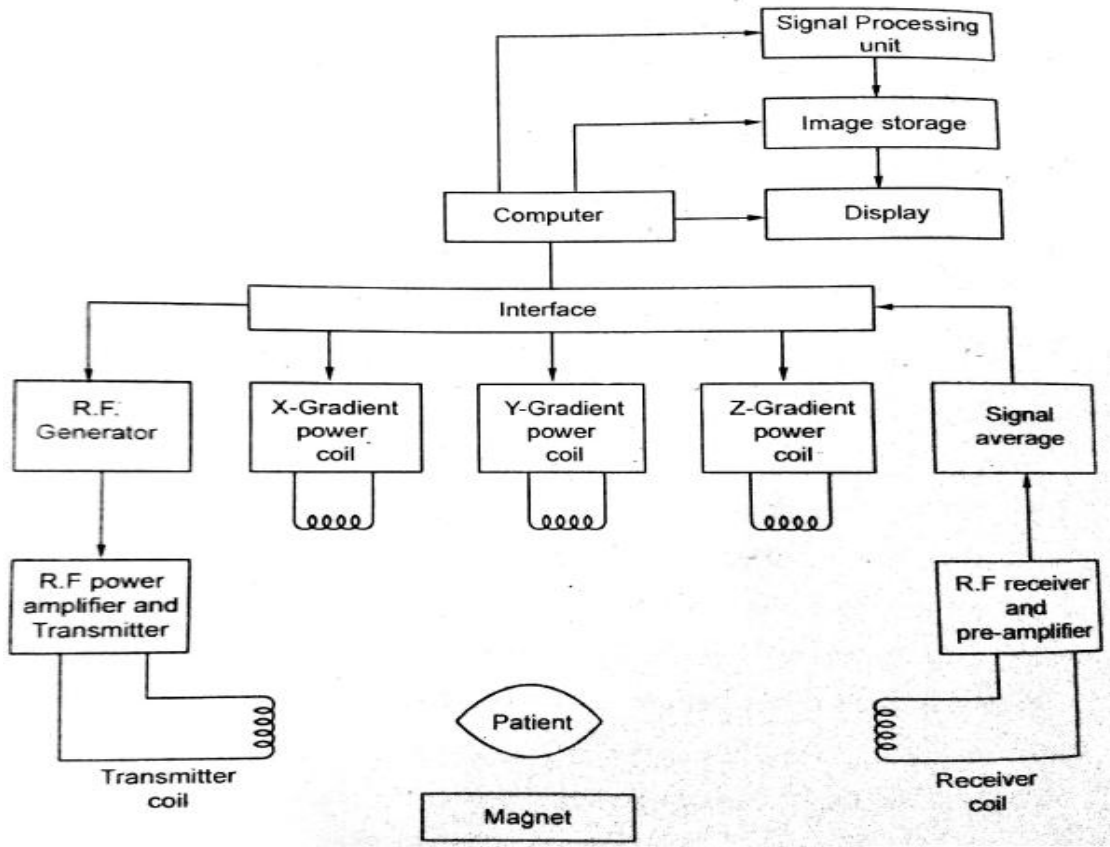 Signal Processing
unit
Image storage
Computer
Display
Interface
R.F.
Generator
X-Gradient
power
coil
Y-Gradient
power
coil
Z-Gradient
power
coil
Signal
average
R.F power
amplifier and
Transmitter
R.F receiver
and
pre-amplifier
Patient
Transmitter
coil
Receiver
coil
Magnet